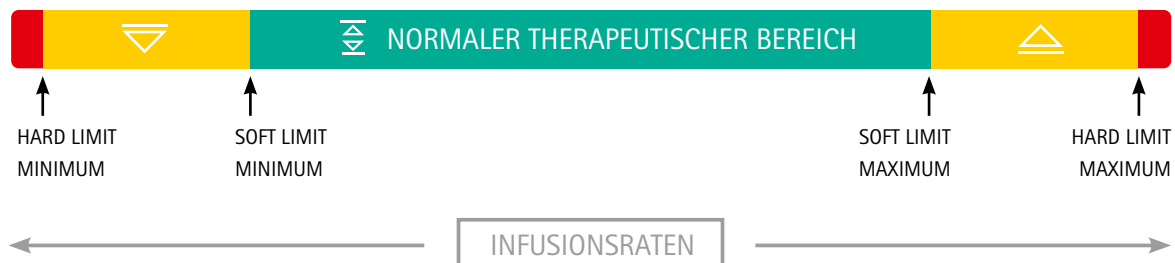 NORMALER THERAPEUTISCHER BEREICH
HARD LIMIT
MINIMUM
SOFT LIMIT
MINIMUM
SOFT LIMIT
MAXIMUM
HARD LIMIT
MAXIMUM
INFUSIONSRATEN